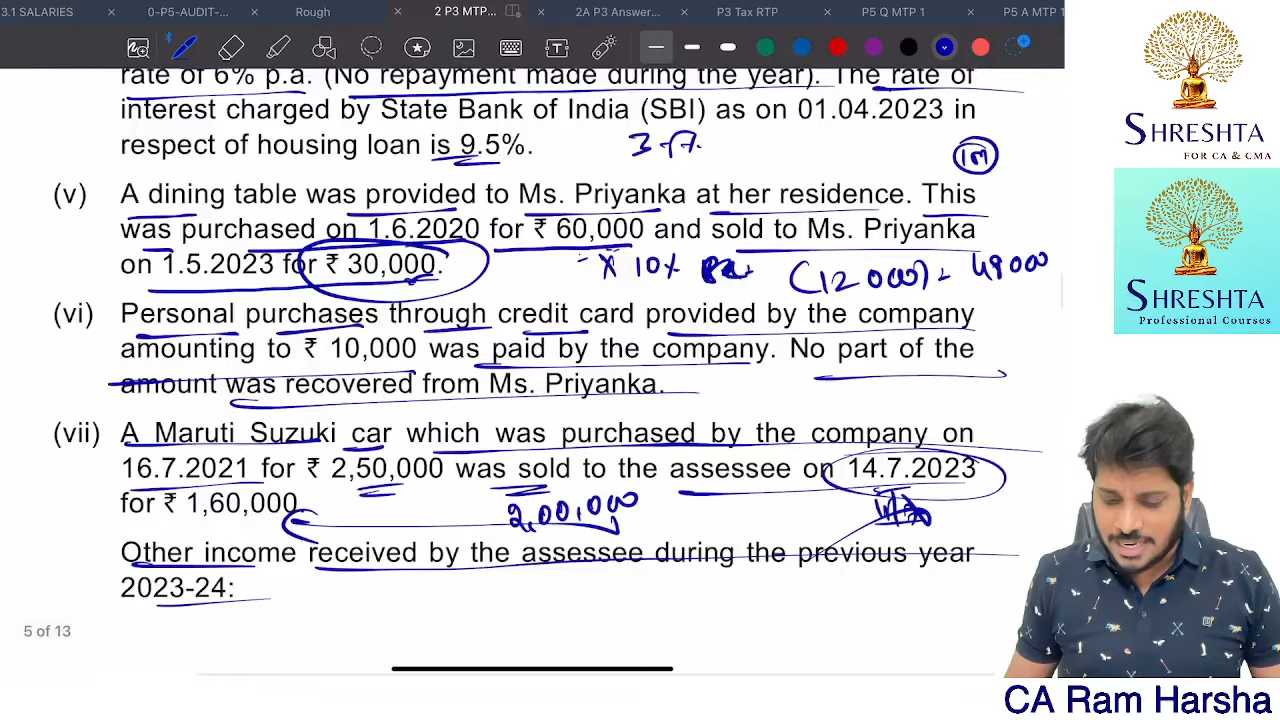 3.1 SALARIES
0-P5-AUDIT-...
Rough
2 P3 MTP...
2A P3 Answer...
P3 Tax RTP
P5 Q MTP 1
P5 A MTP 1
rate of 6% p.a. (No repayment made during the year). The rate of
interest charged by State Bank of India (SBI) as on 01.04.2023 in
respect of housing loan is 9.5%.
1M
(v) A dining table was provided to Ms. Priyanka at her residence. This
was purchased on 1.6.2020 for ₹ 60,000 and sold to Ms. Priyanka
on 1.5.2023 for ₹ 30,000.
x 10% (12000) = 48000
(vi) Personal purchases through credit card provided by the company
amounting to ₹ 10,000 was paid by the company. No part of the
amount was recovered from Ms. Priyanka.
(vii) A Maruti Suzuki car which was purchased by the company on
16.7.2021 for ₹ 2,50,000 was sold to the assessee on 14.7.2023
for ₹ 1,60,000.
2,00,000
Other income received by the assessee during the previous year
2023-24:
5 of 13
SHRESHTA
FOR CA & CMA
SHRESHTA
Professional Courses
CA Ram Harsha